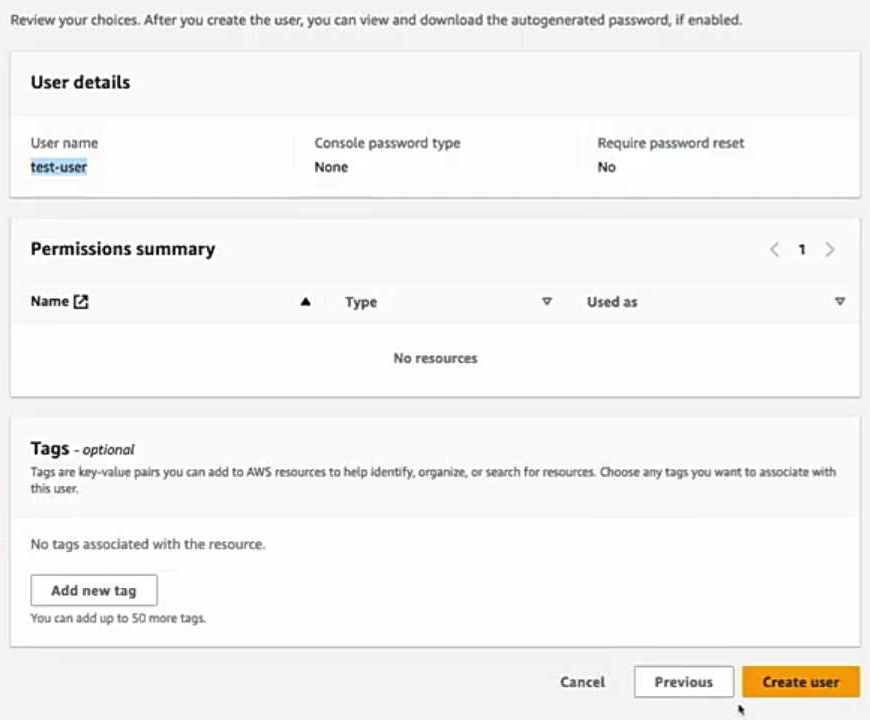 Review your choices. After you create the user, you can view and download the autogenerated password, if enabled.
User details
User name
Console password type
Require password reset
test-user
None
No
Permissions summary
1
Name
Type
Used as
No resources
Tags - optional
Tags are key-value pairs you can add to AWS resources to help identify, organize, or search for resources. Choose any tags you want to associate with
this user.
No tags associated with the resource.
Add new tag
You can add up to 50 more tags.
Cancel
Previous
Create user